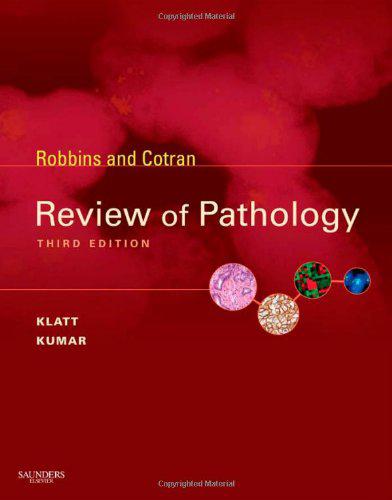 Copyrighted Material
Robbins and Cotran
Review of Pathology
THIRD EDITION
KLATT
KUMAR
SAUNDERS
ELSEVIER
Copyrighted Material